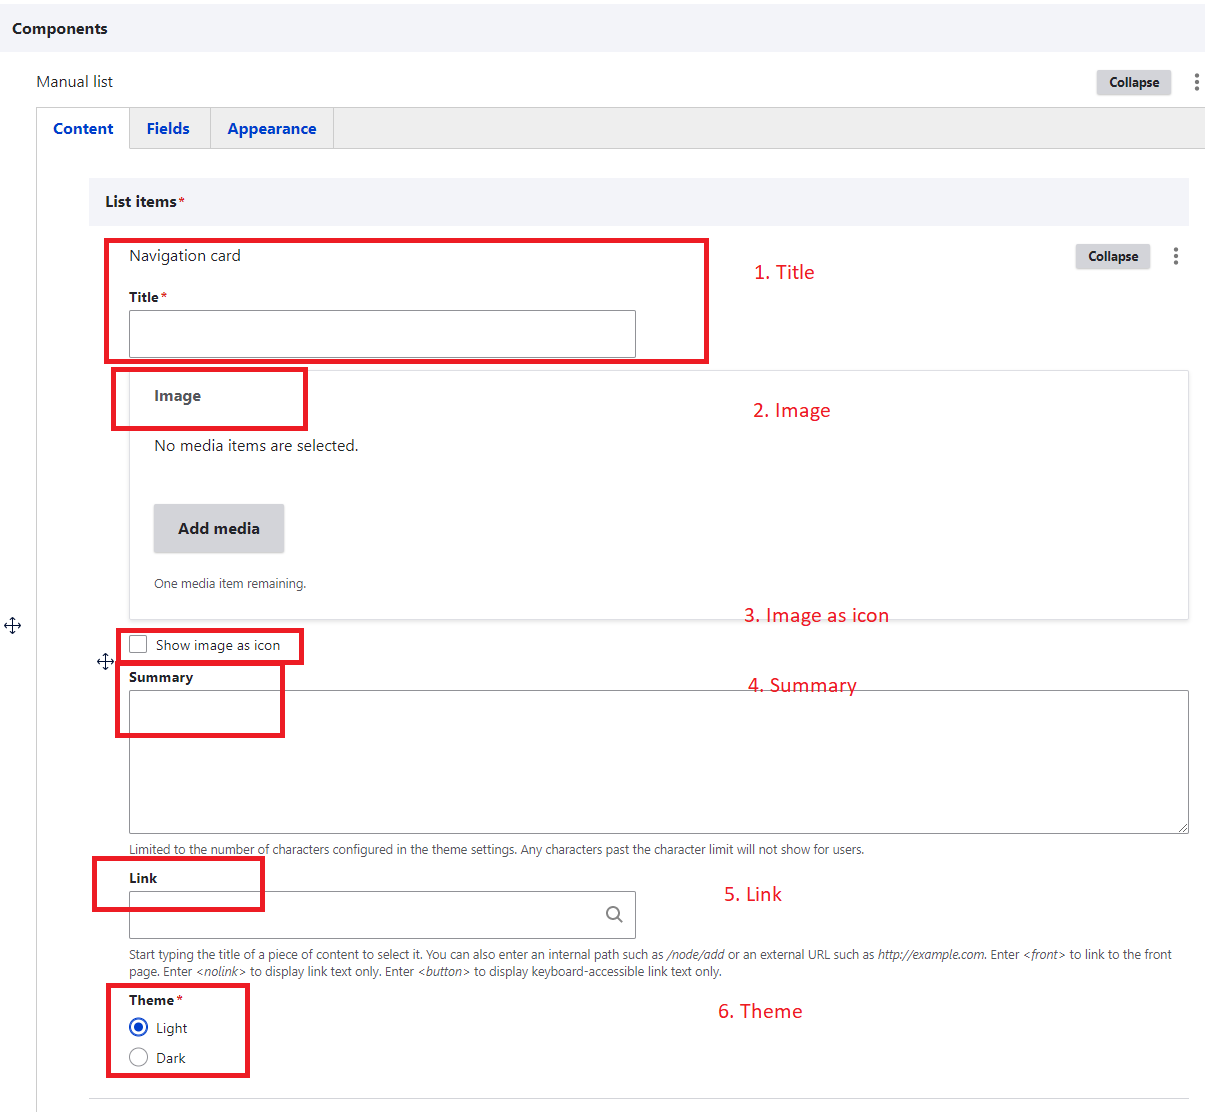 Components
Manual list
Collapse
Content
Fields
Appearance
List items*
Navigation card
1. Title
Collapse
Title*
Image
2. Image
No media items are selected.
Add media
One media item remaining.
3. Image as icon
Show image as icon
Summary
4. Summary
Limited to the number of characters configured in the theme settings. Any characters past the character limit will not show for users.
Link
5. Link
Start typing the title of a piece of content to select it. You can also enter an internal path such as /node/add or an external URL such as http://example.com. Enter <front> to link to the front
page. Enter <nolink> to display link text only. Enter <button> to display keyboard-accessible link text only.
Theme*
6. Theme
Light
Dark